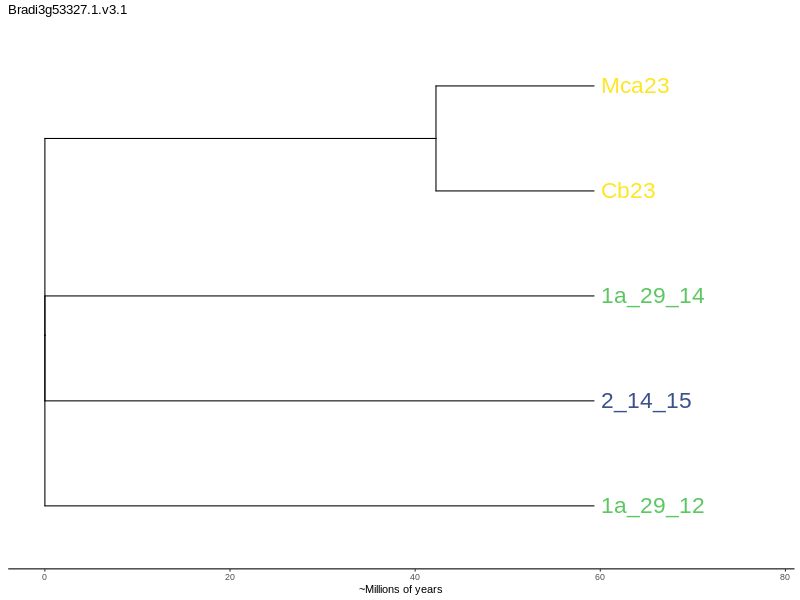 Bradi3g53327.1.v3.1
Mca23
Cb23
1a_29_14
2_14_15
1a_29_12
0 20 40 60 80
~Millions of years